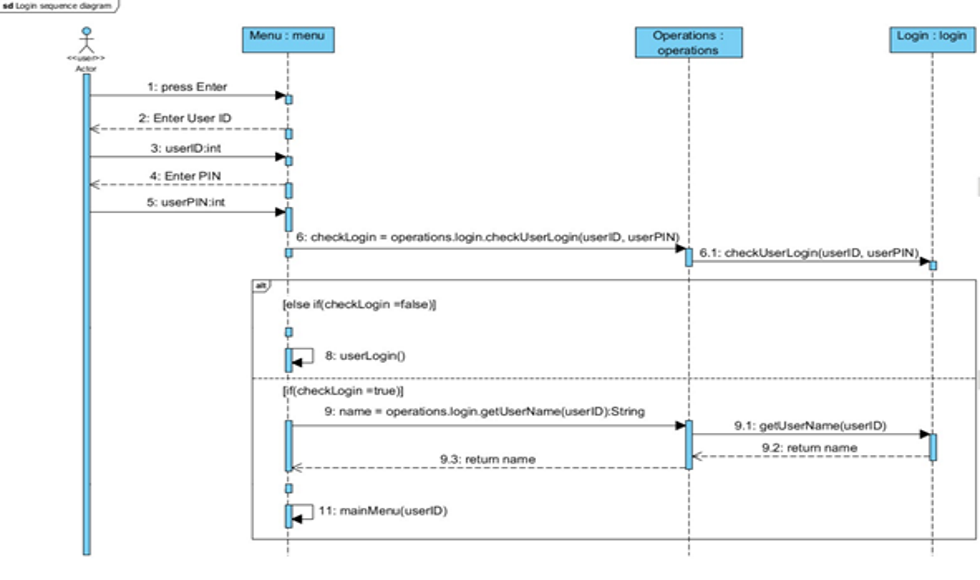 sd Login sequence diagram
Menu : menu
Operations :
operations
Login : login
<<user>>
Actor
1: press Enter
2: Enter User ID
3: userID:int
4: Enter PIN
5: userPIN:int
6: checkLogin = operations.login.checkUserLogin(userID, userPIN)
6.1: checkUserLogin(userID, userPIN)
alt
[else if(checkLogin =false)]
8: userLogin()
[if(checkLogin =true)]
9: name = operations.login.getUserName(userID):String
9.1: getUserName(userID)
9.2: return name
9.3: return name
11: mainMenu(userID)